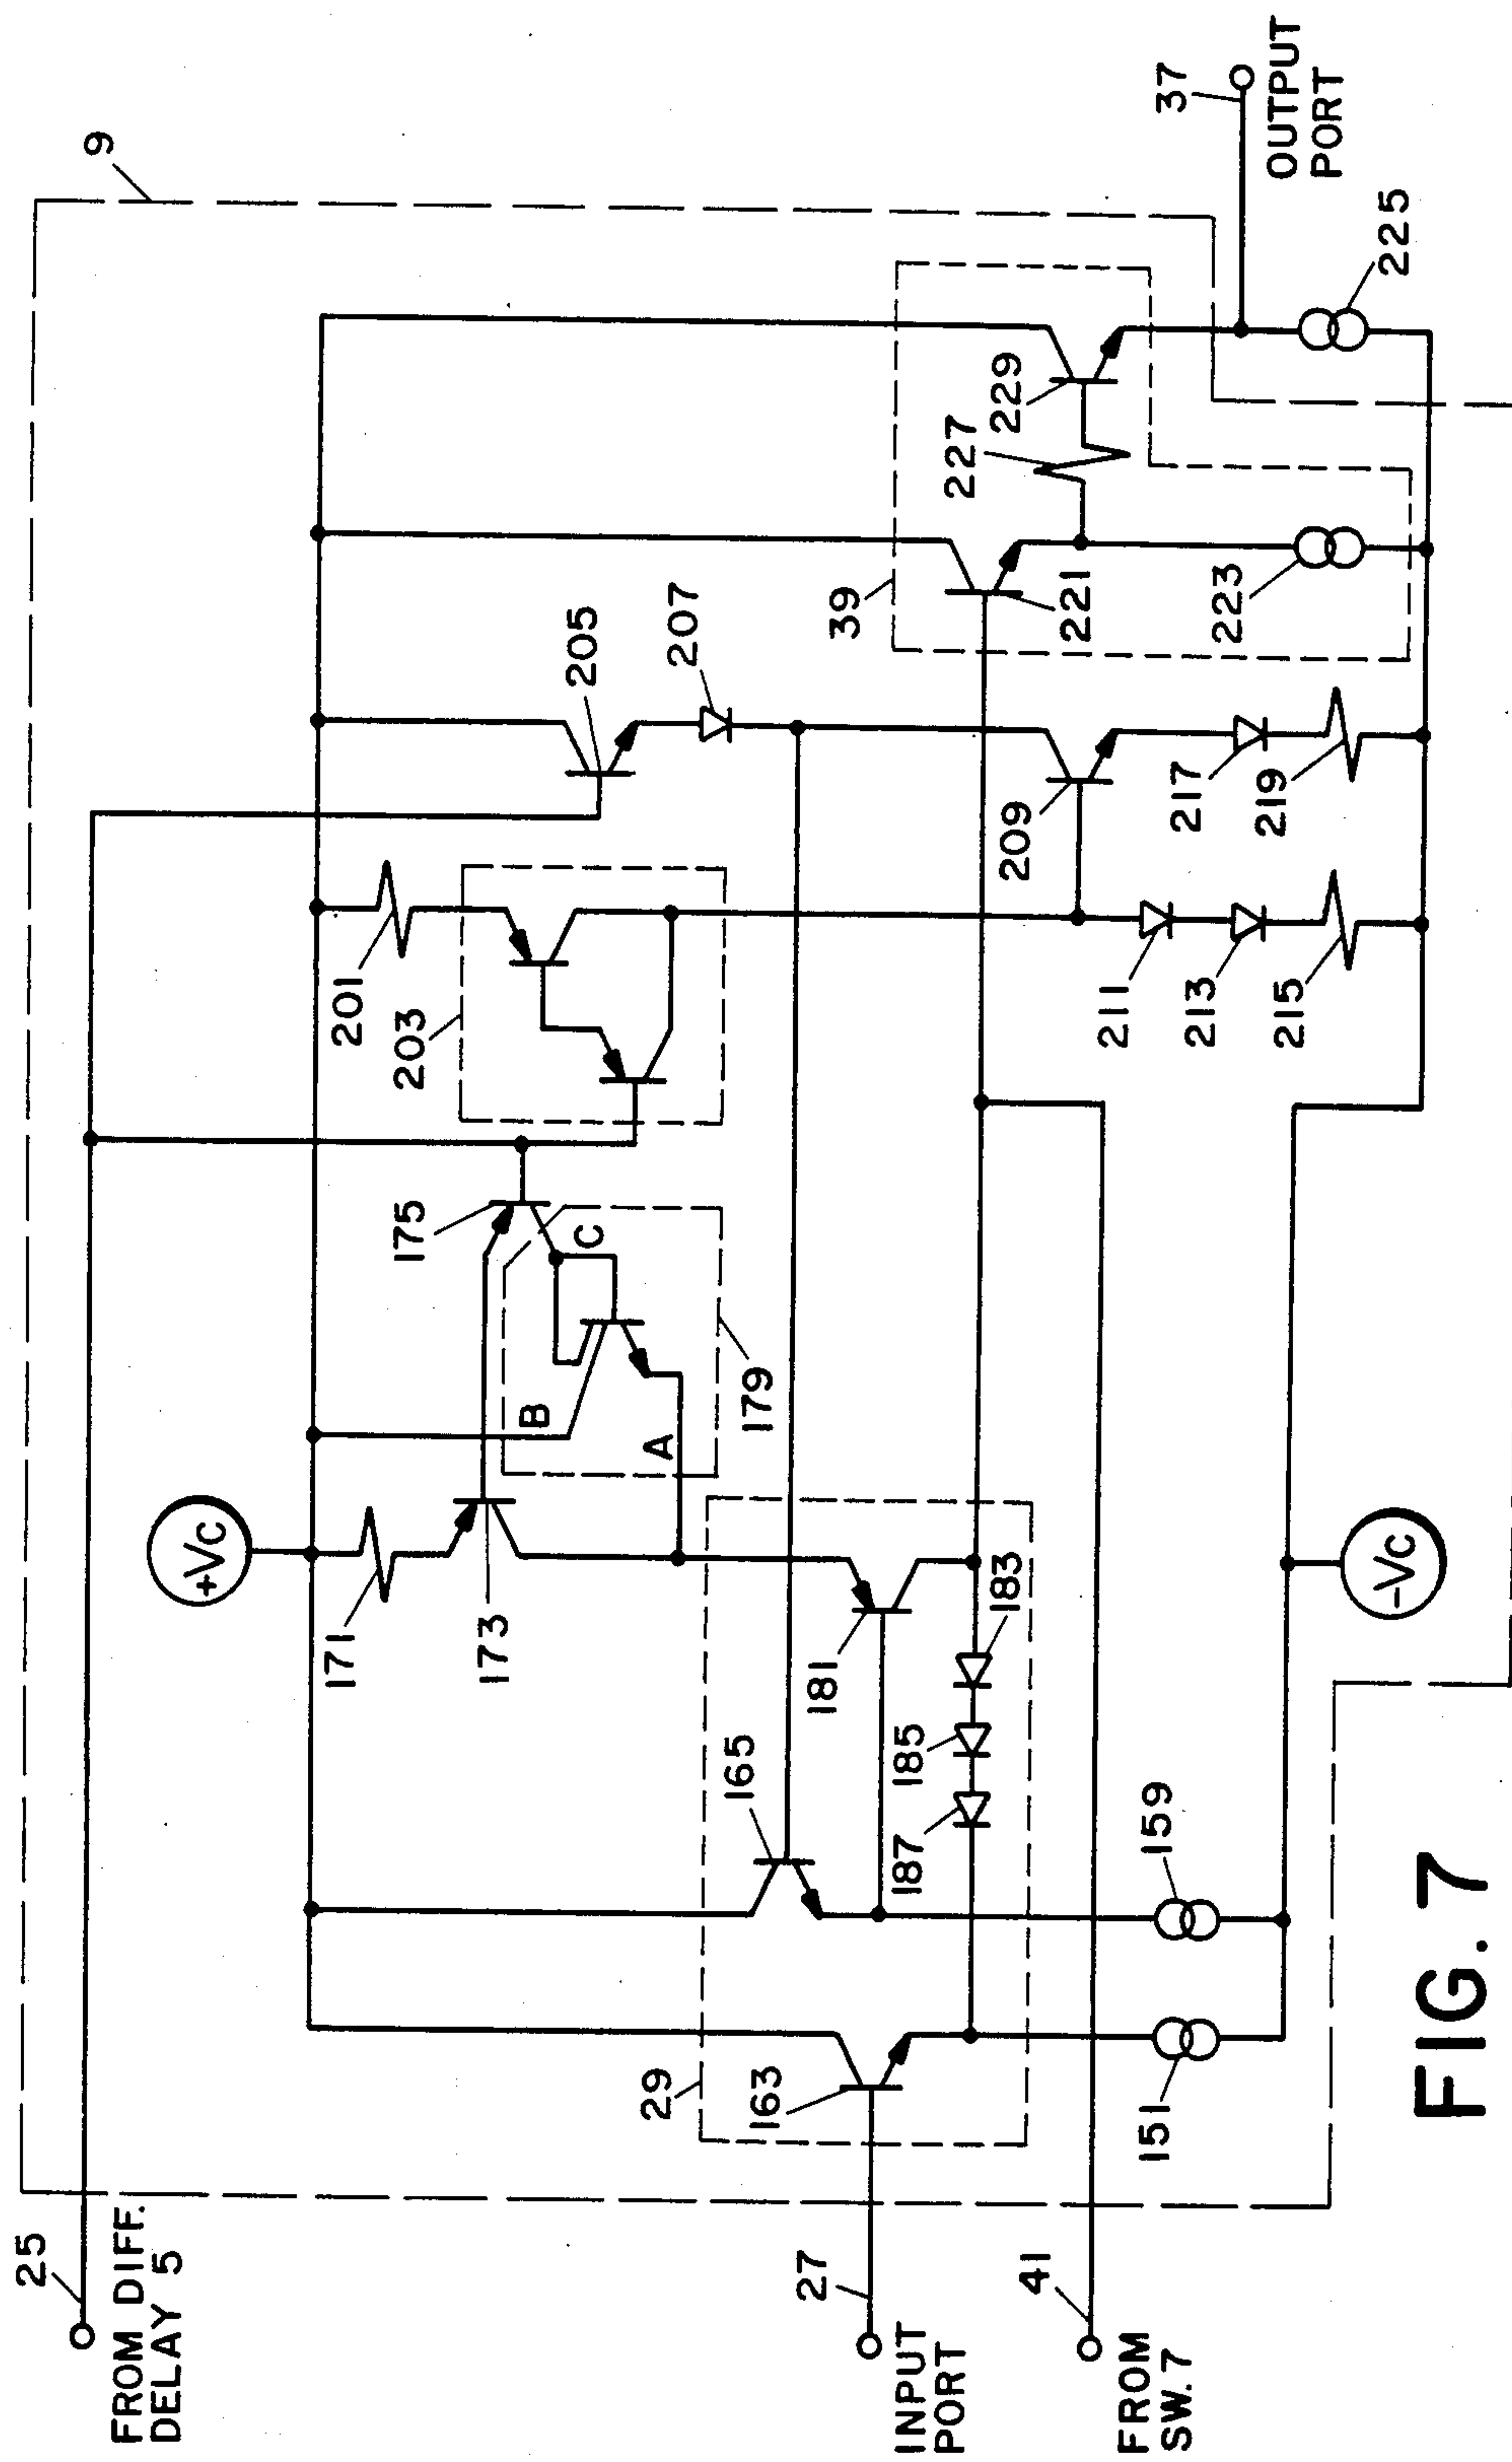 9
25
FROM DIFF.
DELAY 5
+VC
201
203
205
207
175
171
173
C
B
A
179
39
227
229
37
OUTPUT
PORT
165
181
209
221
29
163
187
185
183
211
213
215
217
219
223
225
27
INPUT
PORT
41
FROM
SW.7
151
159
-VC
FIG. 7